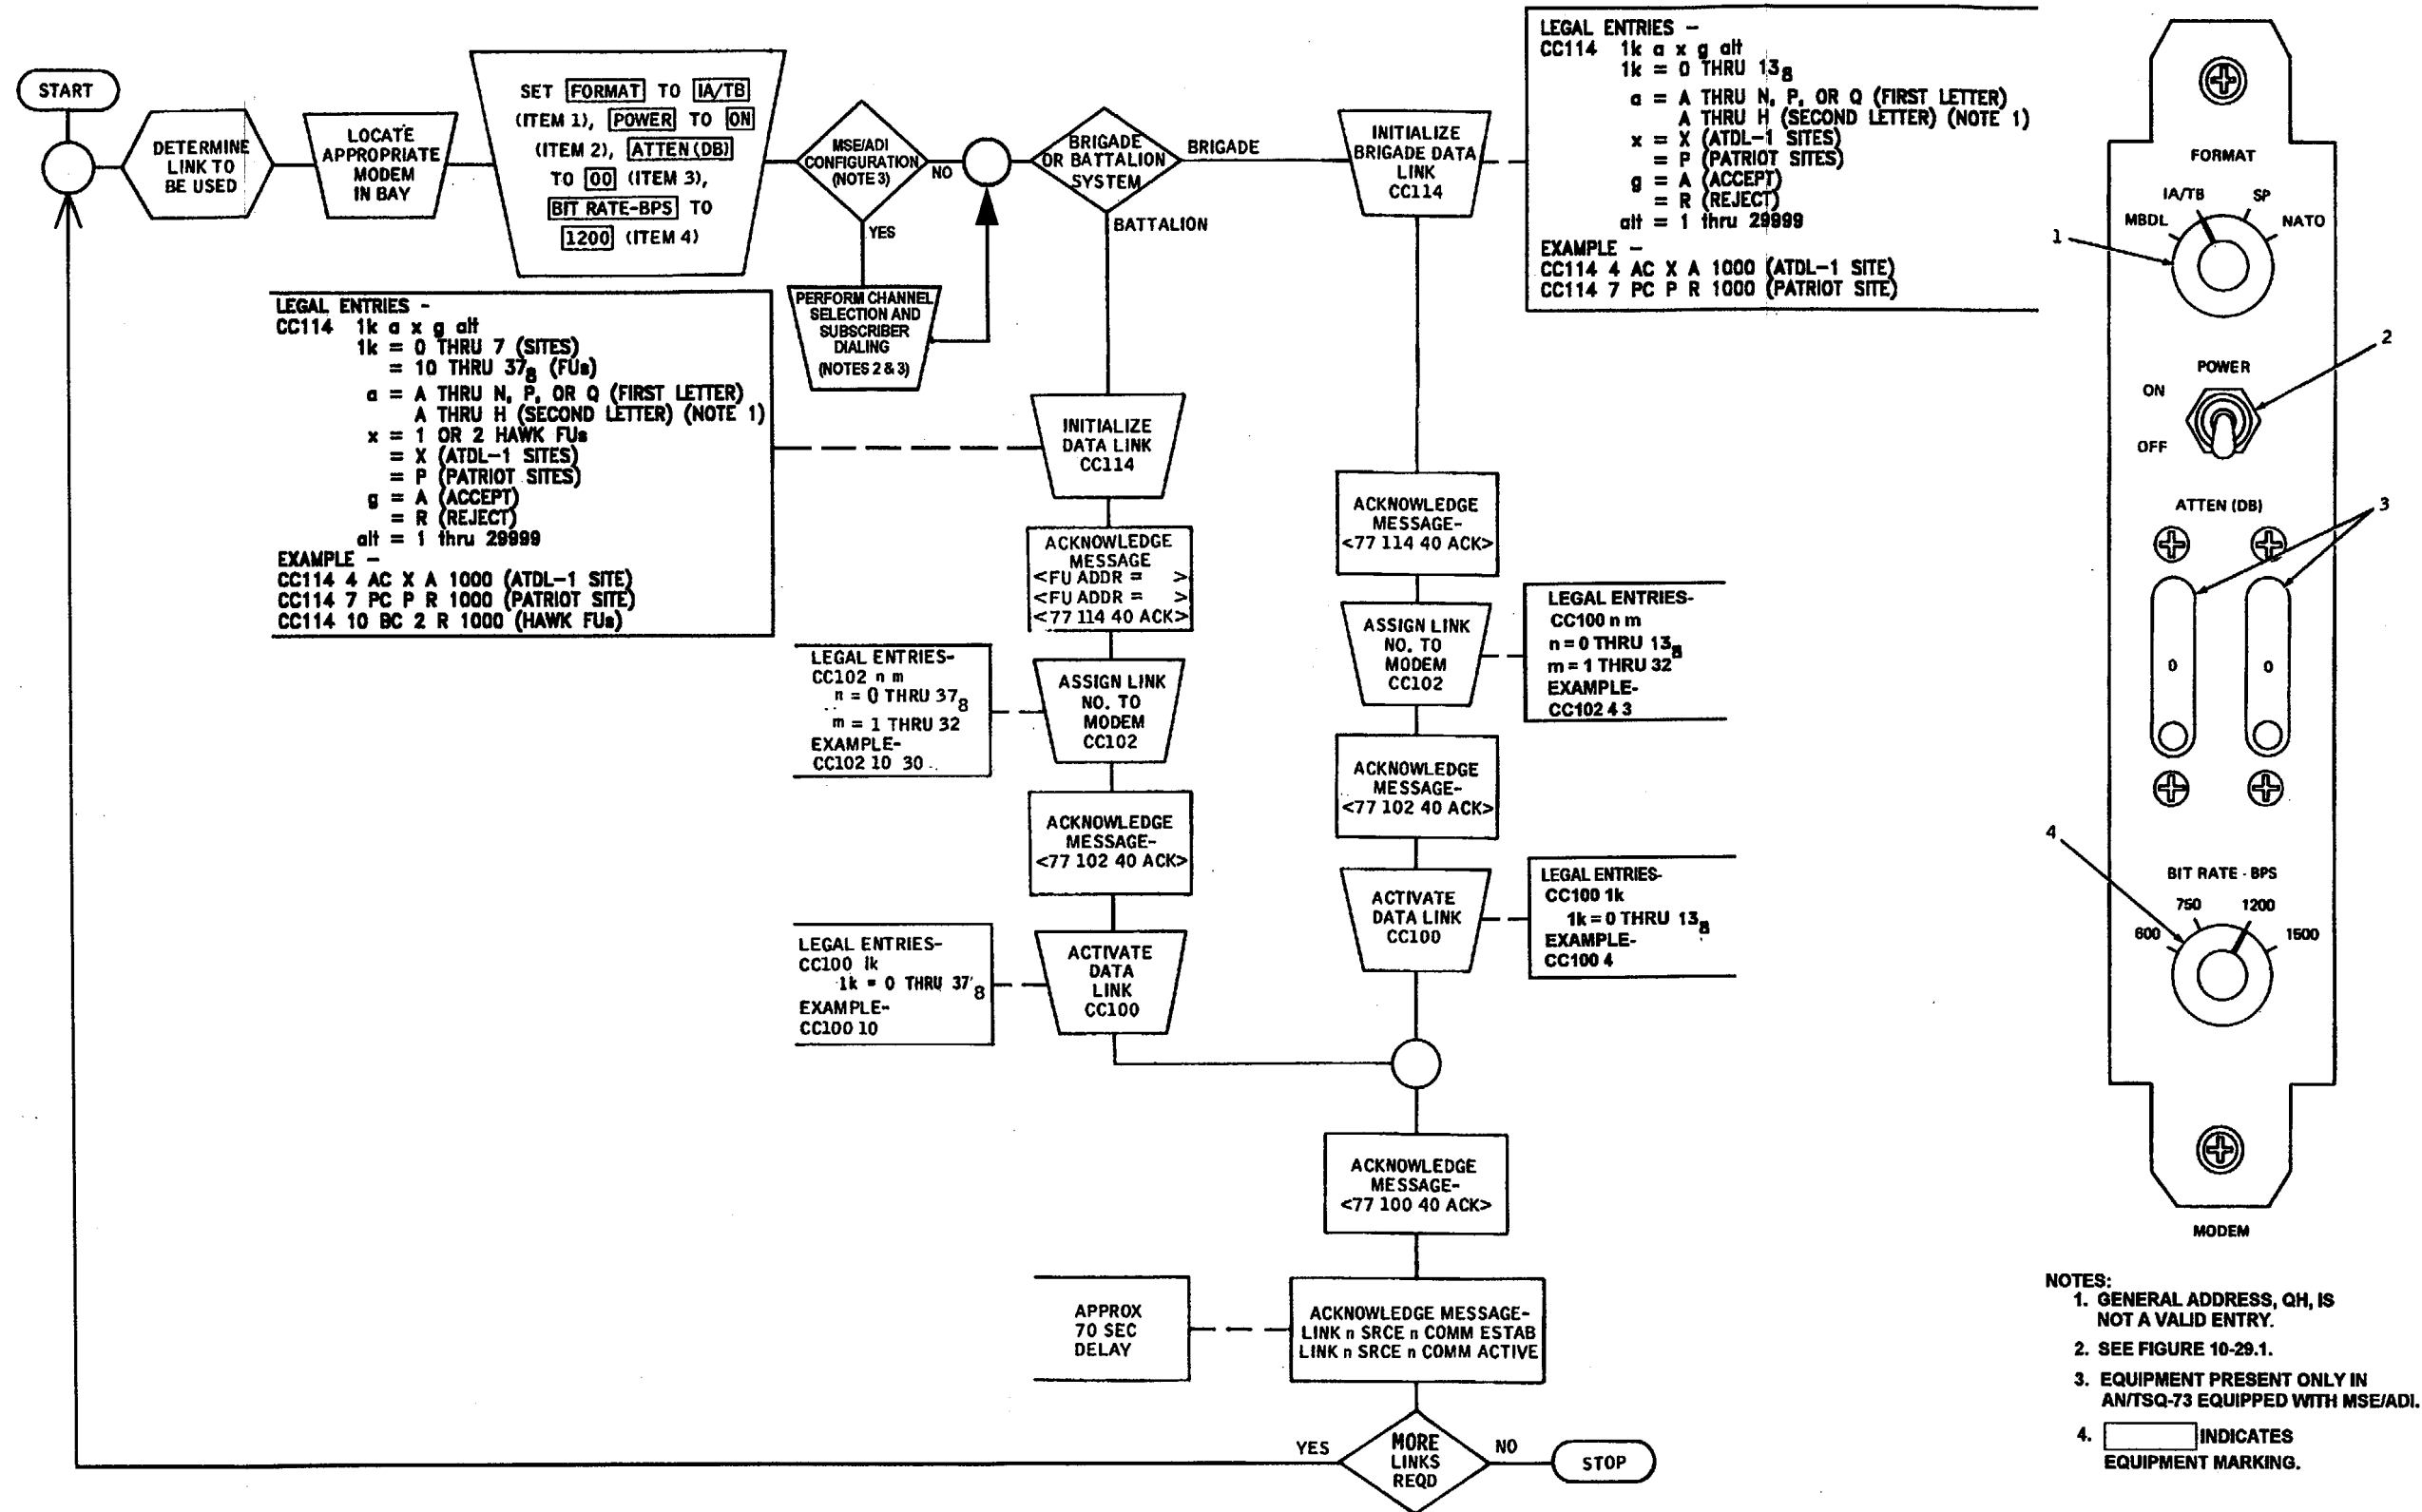 START
DETERMINE
LINK TO
BE USED
LOCATE
APPROPRIATE
MODEM
IN BAY
SET FORMAT TO IA/TB
(ITEM 1), POWER TO ON
(ITEM 2), ATTEN (DB)
TO 00 (ITEM 3),
BIT RATE-BPS TO
1200 (ITEM 4)
MSE/ADI
CONFIGURATION
(NOTE 3)
NO
YES
PERFORM CHANNEL
SELECTION AND
SUBSCRIBER
DIALING
(NOTES 2 & 3)
BRIGADE
OR BATTALION
SYSTEM
BRIGADE
BATTALION
INITIALIZE
BRIGADE DATA
LINK
CC114
LEGAL ENTRIES -
CC114 1k a x g alt
1k = 0 THRU 13₈
a = A THRU N, P, OR Q (FIRST LETTER)
A THRU H (SECOND LETTER) (NOTE 1)
x = X (ATDL-1 SITES)
= P (PATRIOT SITES)
g = A (ACCEPT)
= R (REJECT)
alt = 1 thru 29999
EXAMPLE -
CC114 4 AC X A 1000 (ATDL-1 SITE)
CC114 7 PC P R 1000 (PATRIOT SITE)
LEGAL ENTRIES -
CC114 1k a x g alt
1k = 0 THRU 7 (SITES)
= 10 THRU 37₈ (FUs)
a = A THRU N, P, OR Q (FIRST LETTER)
A THRU H (SECOND LETTER) (NOTE 1)
x = 1 OR 2 HAWK FUs
= X (ATDL-1 SITES)
= P (PATRIOT SITES)
g = A (ACCEPT)
= R (REJECT)
alt = 1 thru 29999
EXAMPLE -
CC114 4 AC X A 1000 (ATDL-1 SITE)
CC114 7 PC P R 1000 (PATRIOT SITE)
CC114 10 BC 2 R 1000 (HAWK FUs)
INITIALIZE
DATA LINK
CC114
ACKNOWLEDGE
MESSAGE
<FU ADDR = >
<FU ADDR = >
<77 114 40 ACK>
LEGAL ENTRIES-
CC102 n m
n = 0 THRU 37₈
m = 1 THRU 32
EXAMPLE-
CC102 10 30
ASSIGN LINK
NO. TO
MODEM
CC102
ACKNOWLEDGE
MESSAGE-
<77 102 40 ACK>
LEGAL ENTRIES-
CC100 lk
1k = 0 THRU 37₈
EXAMPLE-
CC100 10
ACTIVATE
DATA
LINK
CC100
ACKNOWLEDGE
MESSAGE-
<77 114 40 ACK>
ASSIGN LINK
NO. TO
MODEM
CC102
LEGAL ENTRIES-
CC100 n m
n = 0 THRU 13₈
m = 1 THRU 32
EXAMPLE-
CC102 4 3
ACKNOWLEDGE
MESSAGE-
<77 102 40 ACK>
ACTIVATE
DATA LINK
CC100
LEGAL ENTRIES-
CC100 1k
1k = 0 THRU 13₈
EXAMPLE-
CC100 4
ACKNOWLEDGE
MESSAGE-
<77 100 40 ACK>
APPROX
70 SEC
DELAY
ACKNOWLEDGE MESSAGE-
LINK n SRCE n COMM ESTAB
LINK n SRCE n COMM ACTIVE
MORE
LINKS
REQD
YES
NO
STOP
FORMAT
MBDL
IA/TB
SP
NATO
1
POWER
ON
OFF
2
ATTEN (DB)
3
0
0
4
BIT RATE - BPS
600
750
1200
1500
MODEM
NOTES:
1. GENERAL ADDRESS, QH, IS
NOT A VALID ENTRY.
2. SEE FIGURE 10-29.1.
3. EQUIPMENT PRESENT ONLY IN
AN/TSQ-73 EQUIPPED WITH MSE/ADI.
4. INDICATES
EQUIPMENT MARKING.